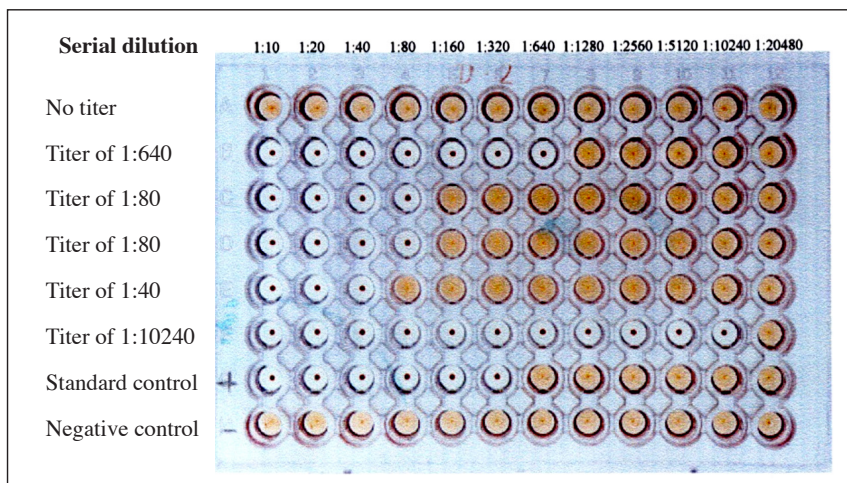 Serial dilution 1:10 1:20 1:40 1:80 1:160 1:320 1:640 1:1280 1:2560 1:5120 1:10240 1:20480
No titer
Titer of 1:640
Titer of 1:80
Titer of 1:80
Titer of 1:40
Titer of 1:10240
Standard control +
Negative control –